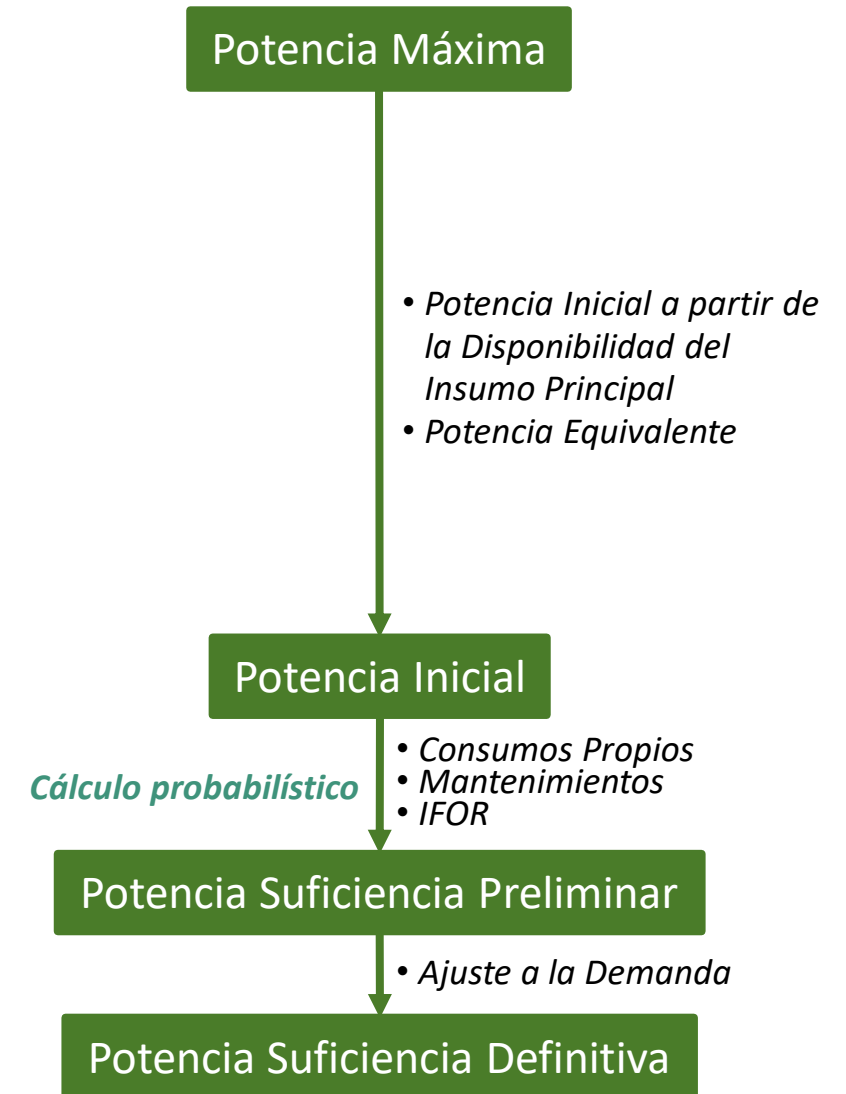 Potencia Máxima
• Potencia Inicial a partir de
la Disponibilidad del
Insumo Principal
• Potencia Equivalente
Potencia Inicial
Cálculo probabilístico
• Consumos Propios
• Mantenimientos
• IFOR
Potencia Suficiencia Preliminar
• Ajuste a la Demanda
Potencia Suficiencia Definitiva